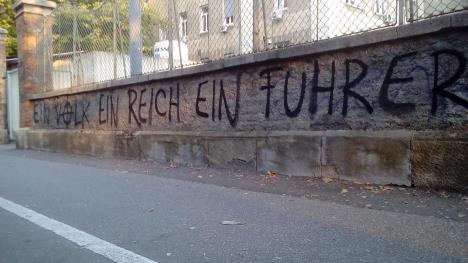 EIN VOLK EIN REICH EIN FUHRER